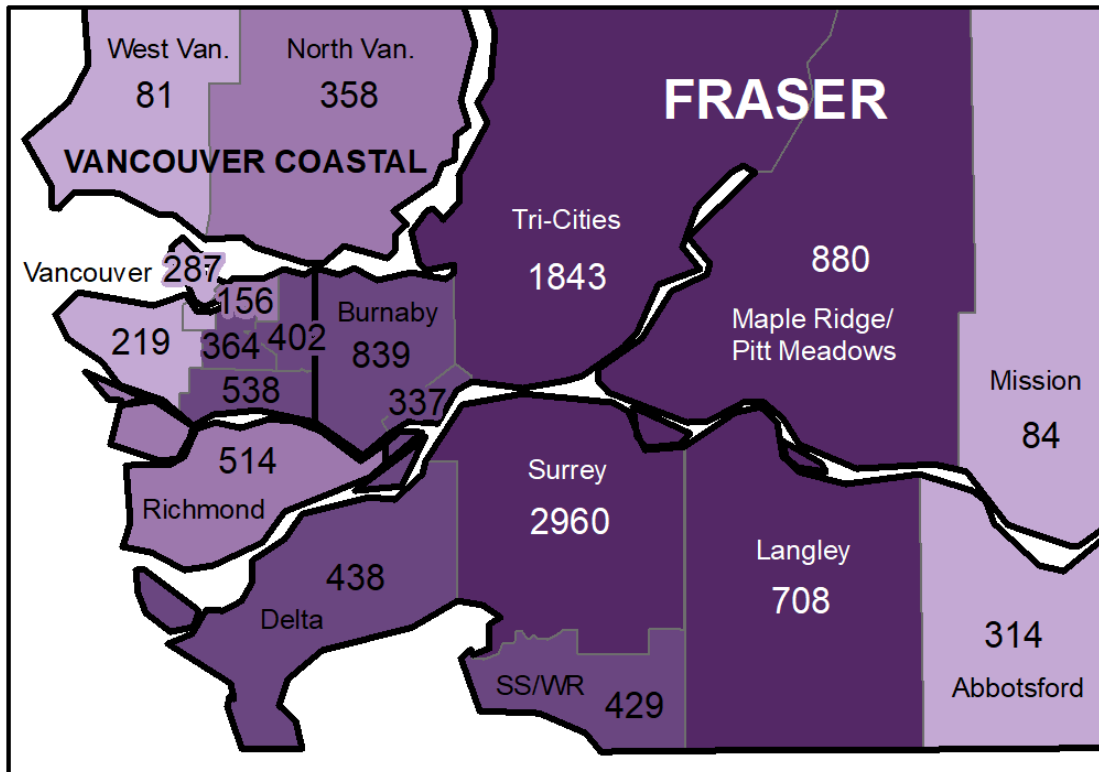 West Van.
81
North Van.
358
FRASER
VANCOUVER COASTAL
Tri-Cities
1843
880
Maple Ridge/
Pitt Meadows
Vancouver
287
156
219
364
402
538
Burnaby
839
337
Mission
84
514
Richmond
Surrey
2960
Langley
708
438
Delta
SS/WR
429
314
Abbotsford